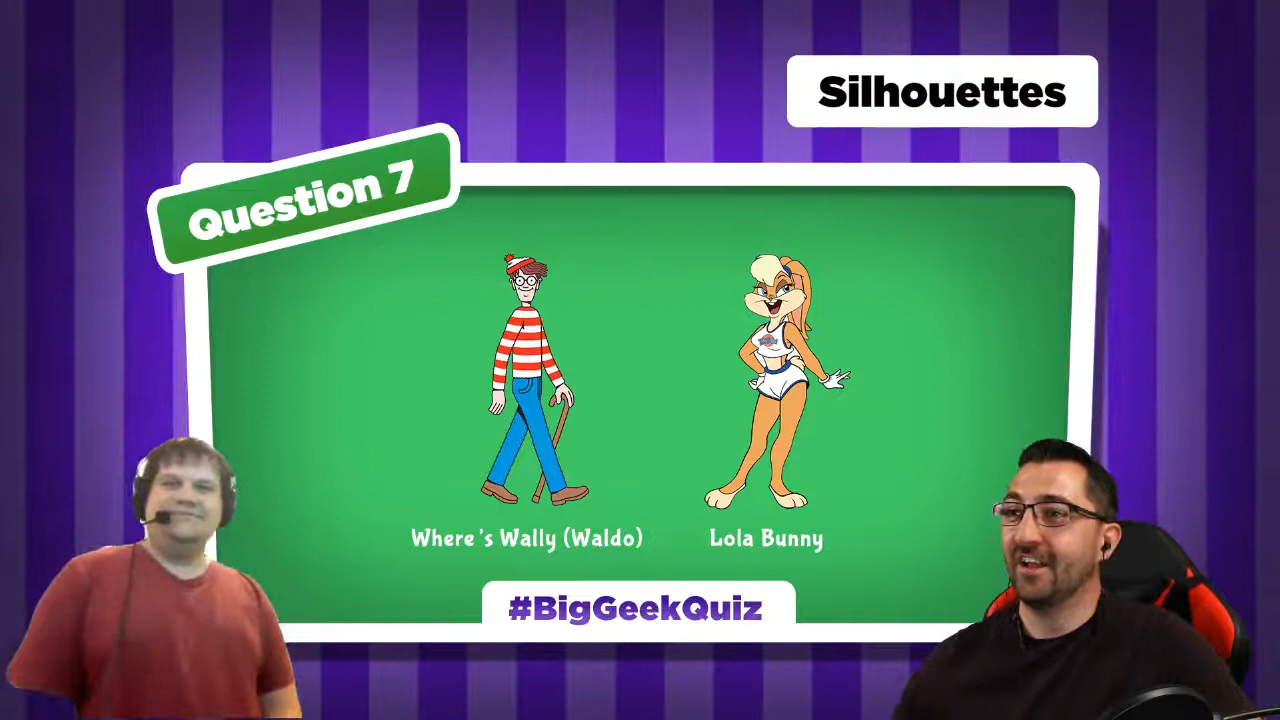 Silhouettes
Question 7
Where's Wally (Waldo)
Lola Bunny
#BigGeekQuiz